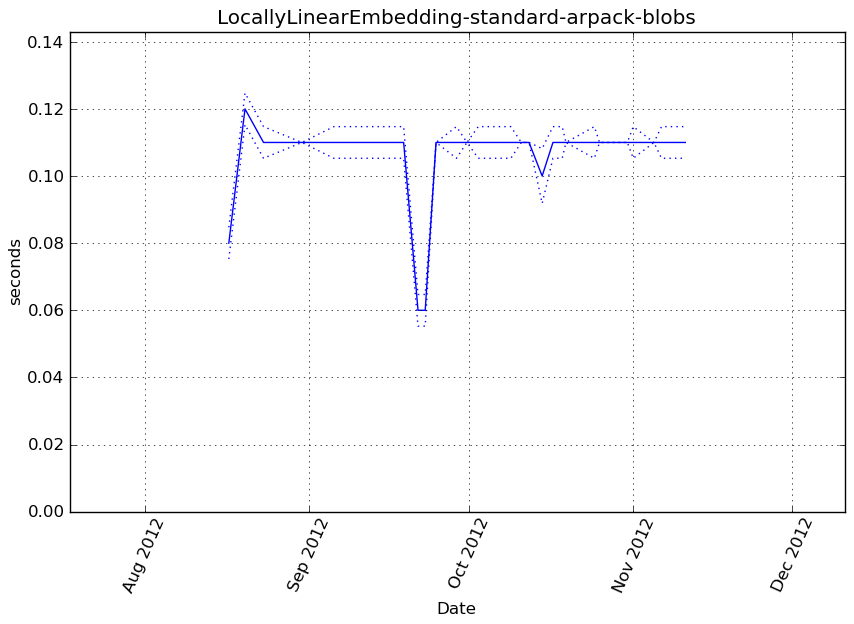 LocallyLinearEmbedding-standard-arpack-blobs
0.14
0.12
0.10
0.08
0.06
0.04
0.02
0.00
seconds
Aug 2012
Sep 2012
Oct 2012
Nov 2012
Dec 2012
Date